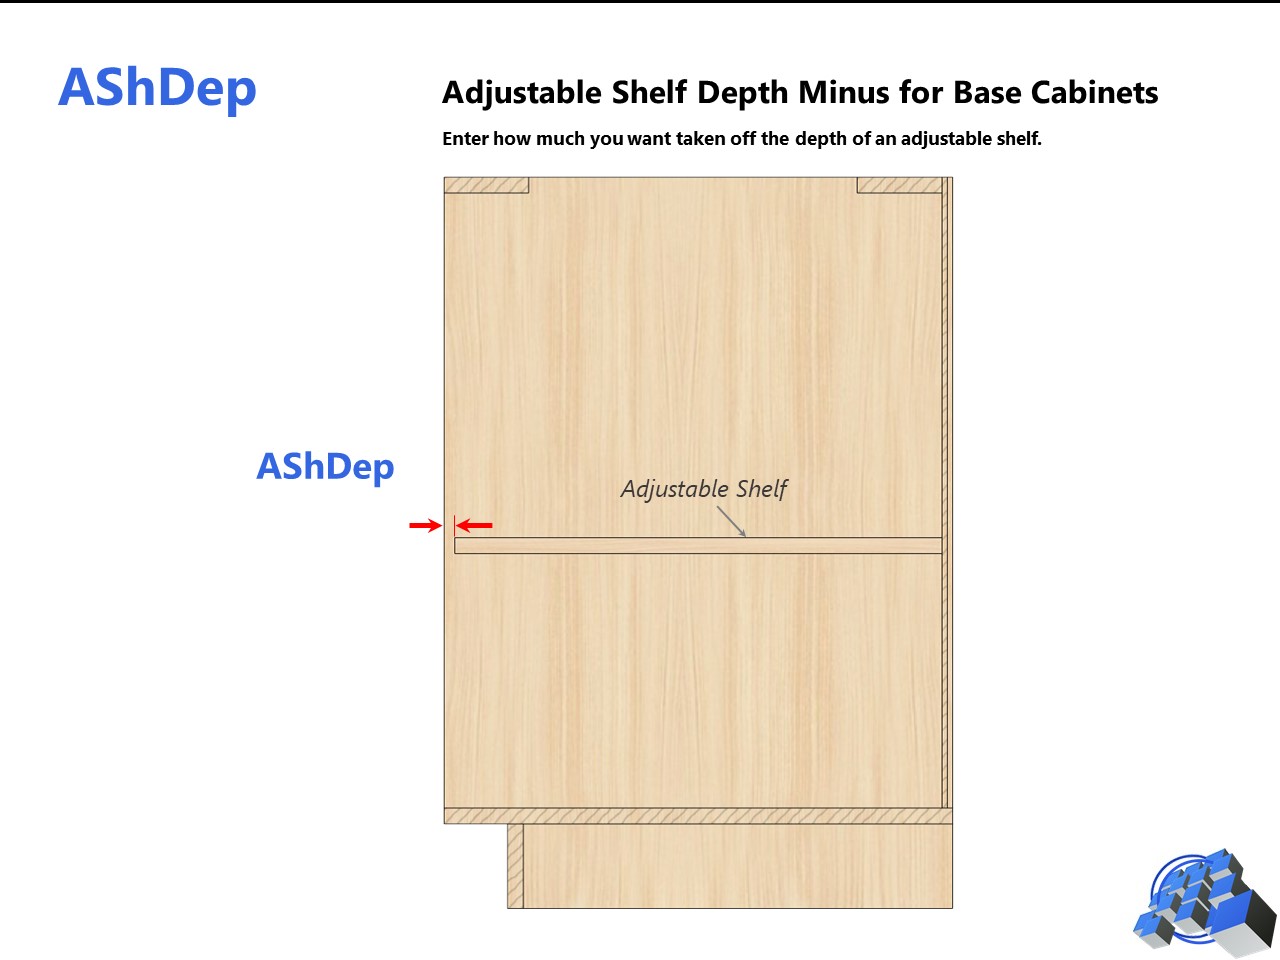 AShDep
Adjustable Shelf Depth Minus for Base Cabinets
Enter how much you want taken off the depth of an adjustable shelf.
AShDep
Adjustable Shelf